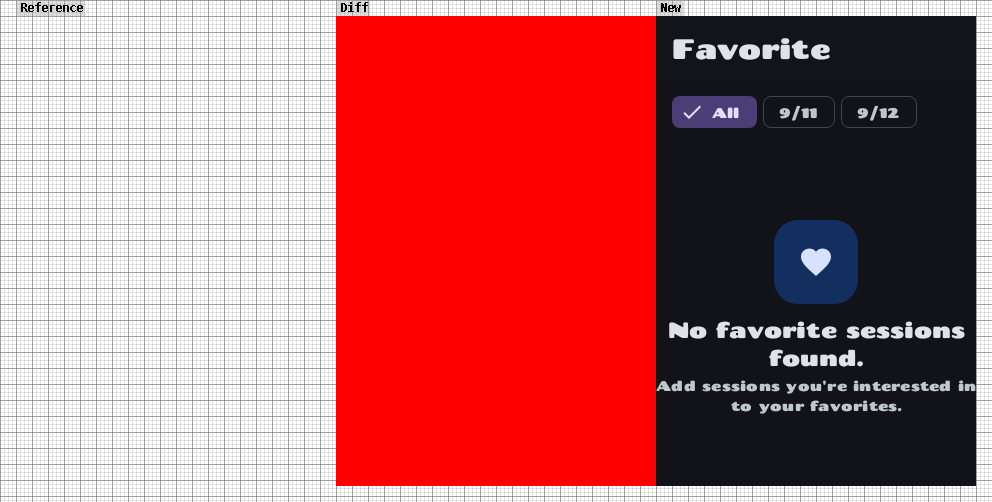 Reference
Diff
New
Favorite
All
9/11
9/12
No favorite sessions
found.
Add sessions you're interested in
to your favorites.